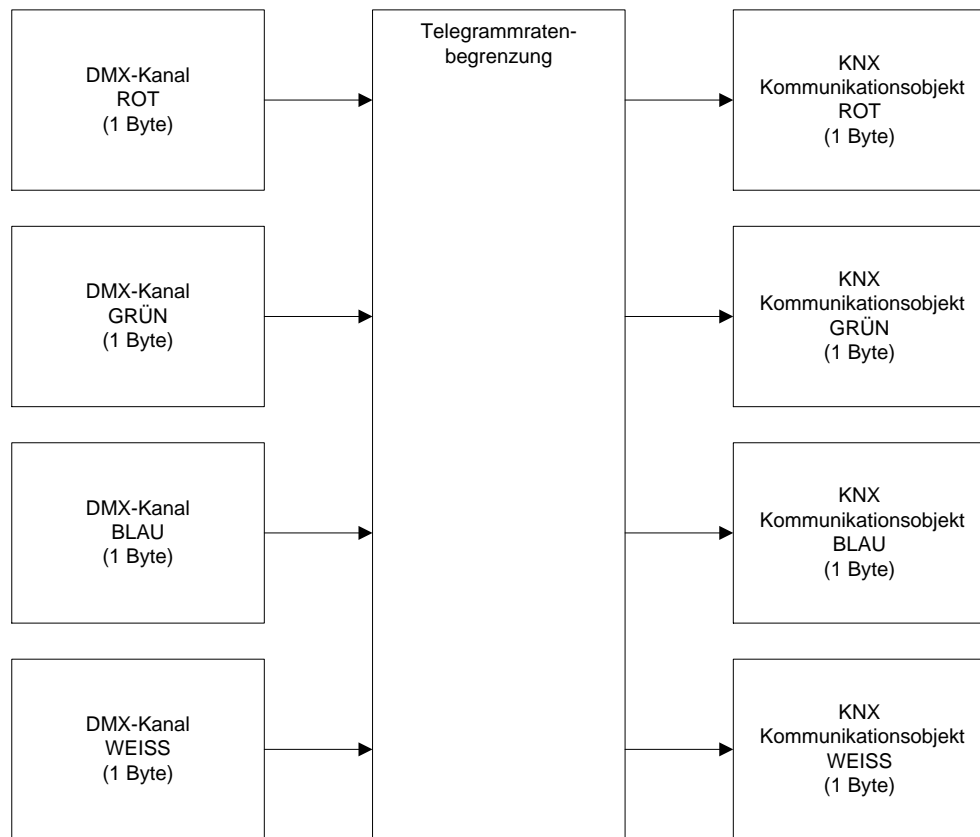 DMX-Kanal
ROT
(1 Byte)
Telegrammraten-
begrenzung
KNX
Kommunikationsobjekt
ROT
(1 Byte)
DMX-Kanal
GRÜN
(1 Byte)
KNX
Kommunikationsobjekt
GRÜN
(1 Byte)
DMX-Kanal
BLAU
(1 Byte)
KNX
Kommunikationsobjekt
BLAU
(1 Byte)
DMX-Kanal
WEISS
(1 Byte)
KNX
Kommunikationsobjekt
WEISS
(1 Byte)